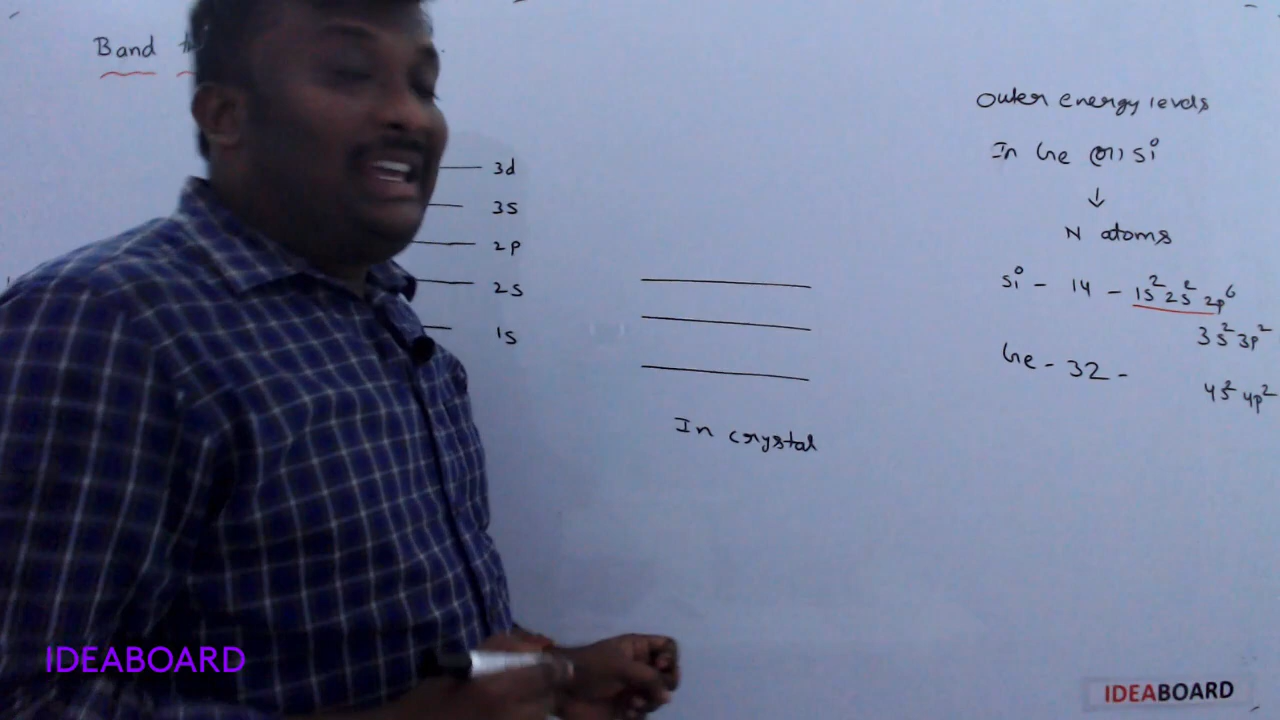 Band
3d
3s
2p
2s
1s
In crystal
Outer energy levels
In Ge (or) Si
↓
N atoms
Si - 14 - 1s² 2s² 2p⁶
3s² 3p²
Ge - 32 -
4s² 4p²
IDEABOARD
IDEABOARD